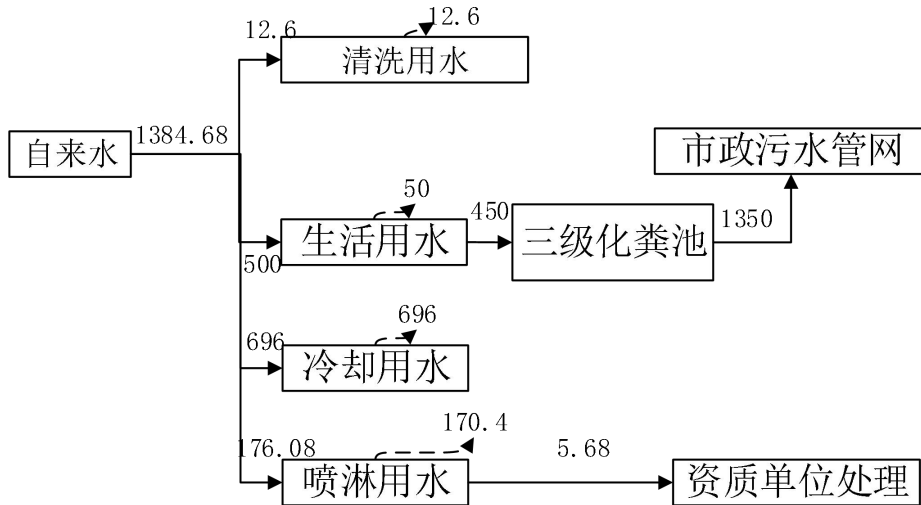 12.6
12.6
清洗用水
1384.68
自来水
市政污水管网
50
450
1350
生活用水
三级化粪池
500
696
696
冷却用水
170.4
176.08
5.68
喷淋用水
资质单位处理